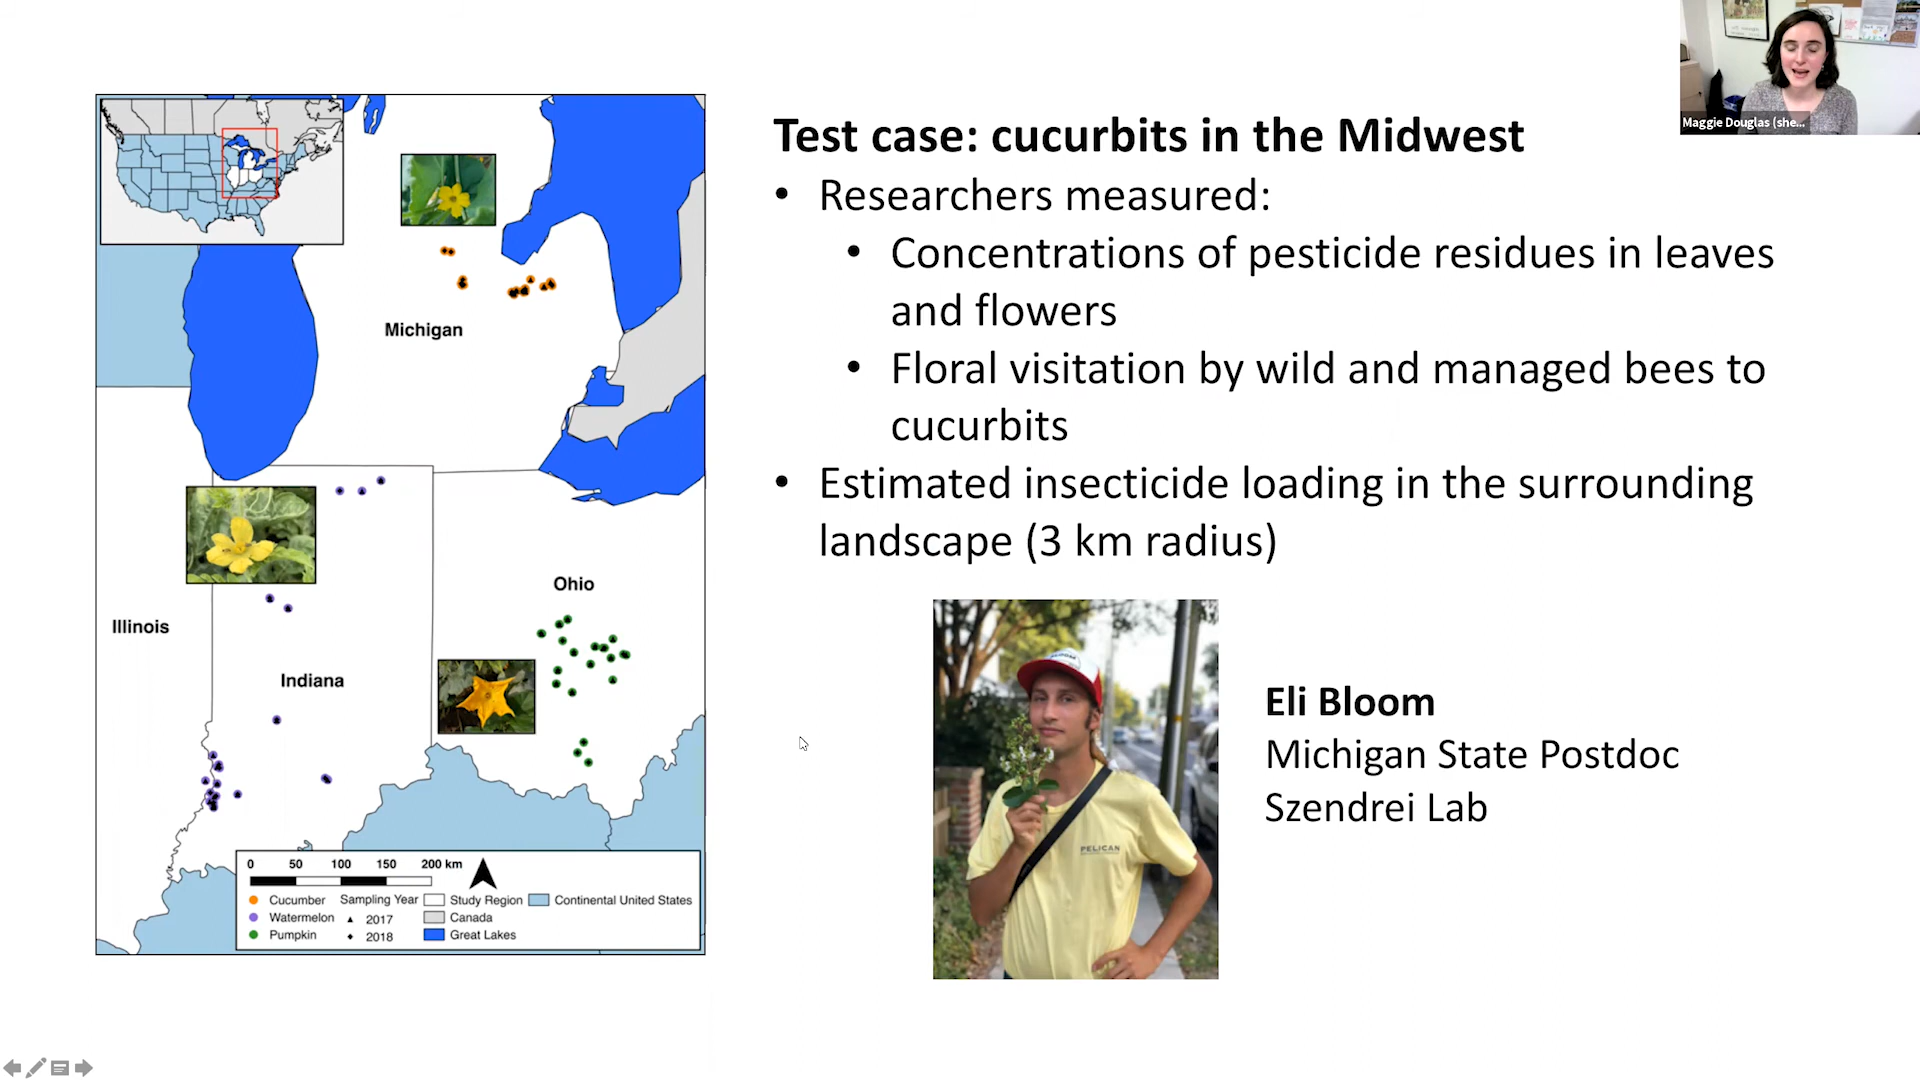 Maggie Douglas (she...
Test case: cucurbits in the Midwest
• Researchers measured:
• Concentrations of pesticide residues in leaves
and flowers
• Floral visitation by wild and managed bees to
cucurbits
• Estimated insecticide loading in the surrounding
landscape (3 km radius)
Michigan
Ohio
Illinois
Indiana
0 50 100 150 200 km
Cucumber Sampling Year Study Region Continental United States
Watermelon 2017 Canada
Pumpkin 2018 Great Lakes
PELICAN
Eli Bloom
Michigan State Postdoc
Szendrei Lab